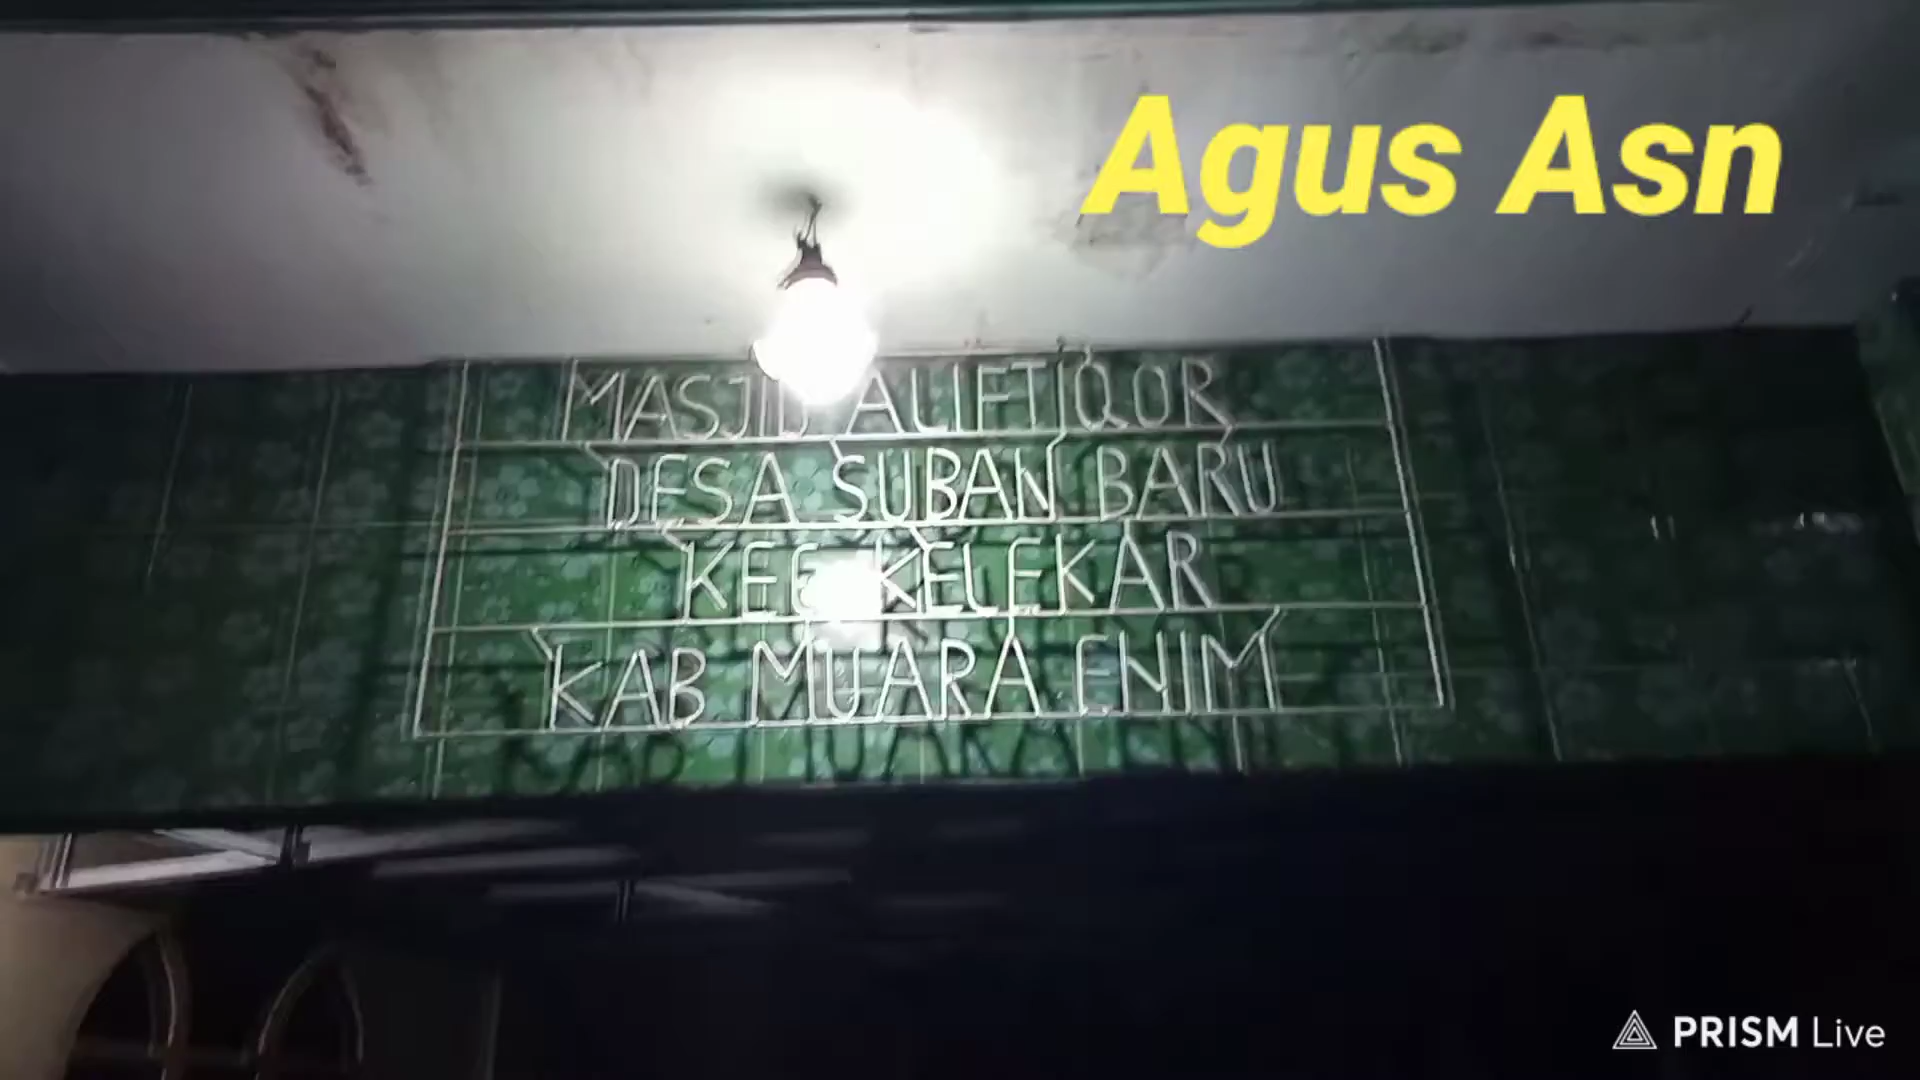 Agus Asn
MASJID ALIFTIQOR
DESA SUBAN BARU
KEC KELEKAR
KAB MUARA ENIM
PRISM Live